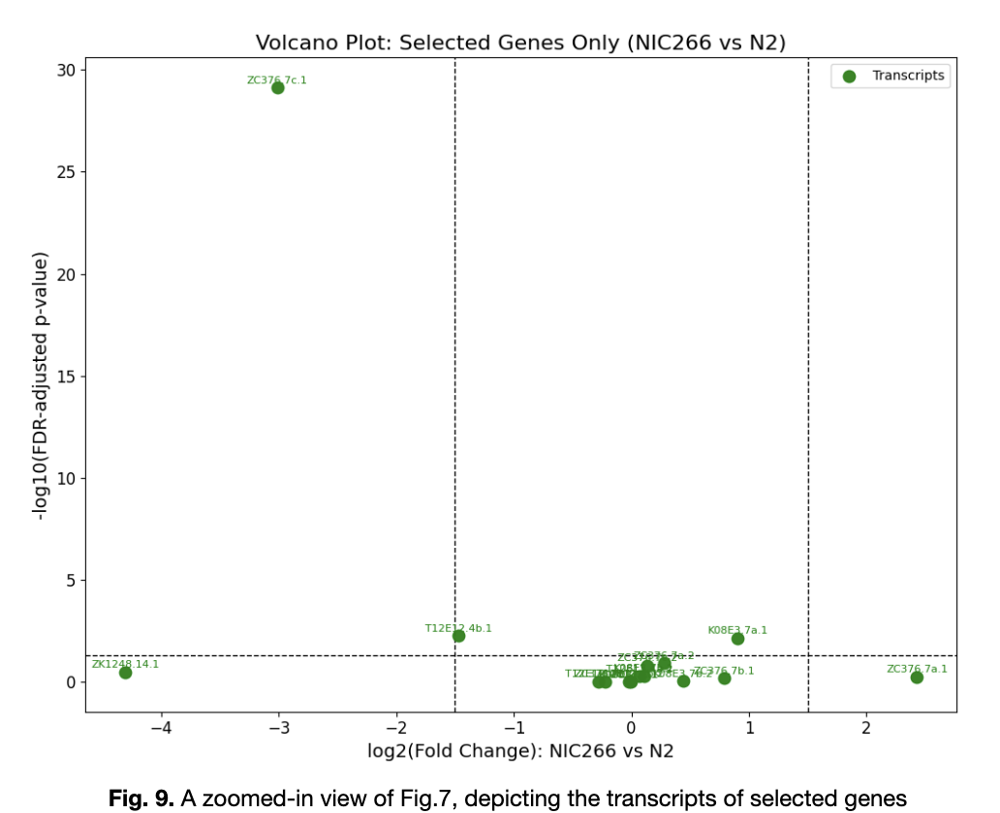 Volcano Plot: Selected Genes Only (NIC266 vs N2)
Transcripts
30
25
20
15
10
5
0
-log10(FDR-adjusted p-value)
ZC376.7c.1
T12E12.4b.1
K08E3.7a.1
ZK1248.14.1
ZC376.7b.1
ZC376.7a.1
−4
−3
−2
−1
0
1
2
log2(Fold Change): NIC266 vs N2
Fig. 9. A zoomed-in view of Fig.7, depicting the transcripts of selected genes